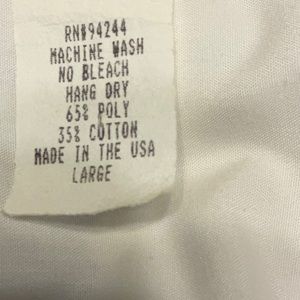 RN#94244
MACHINE WASH
NO BLEACH
HANG DRY
65% POLY
35% COTTON
MADE IN THE USA
LARGE